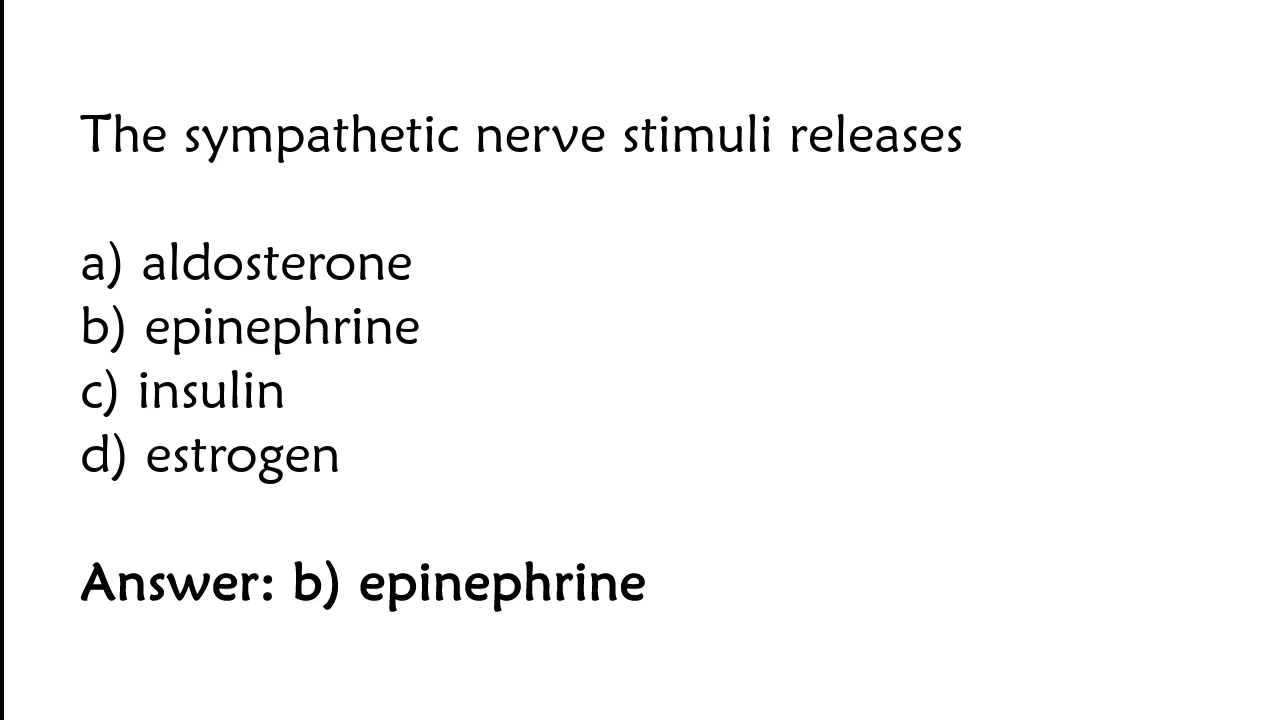 The sympathetic nerve stimuli releases
a) aldosterone
b) epinephrine
c) insulin
d) estrogen
Answer: b) epinephrine